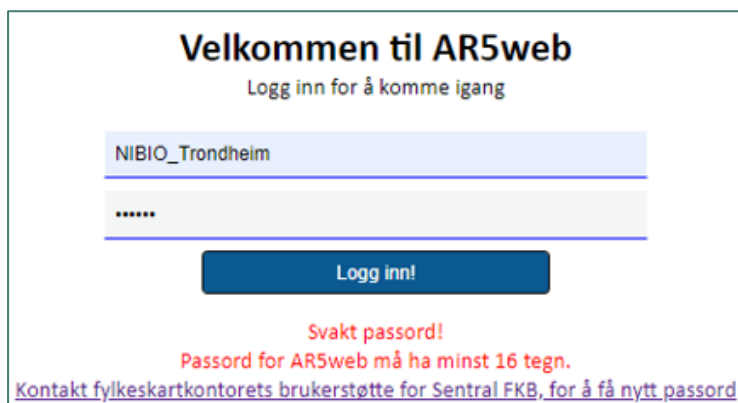 Velkommen til AR5web
Logg inn for å komme igang
NIBIO_Trondheim
••••••
Logg inn!
Svakt passord!
Passord for AR5web må ha minst 16 tegn.
Kontakt fylkeskartkontorets brukerstøtte for Sentral FKB, for å få nytt passord